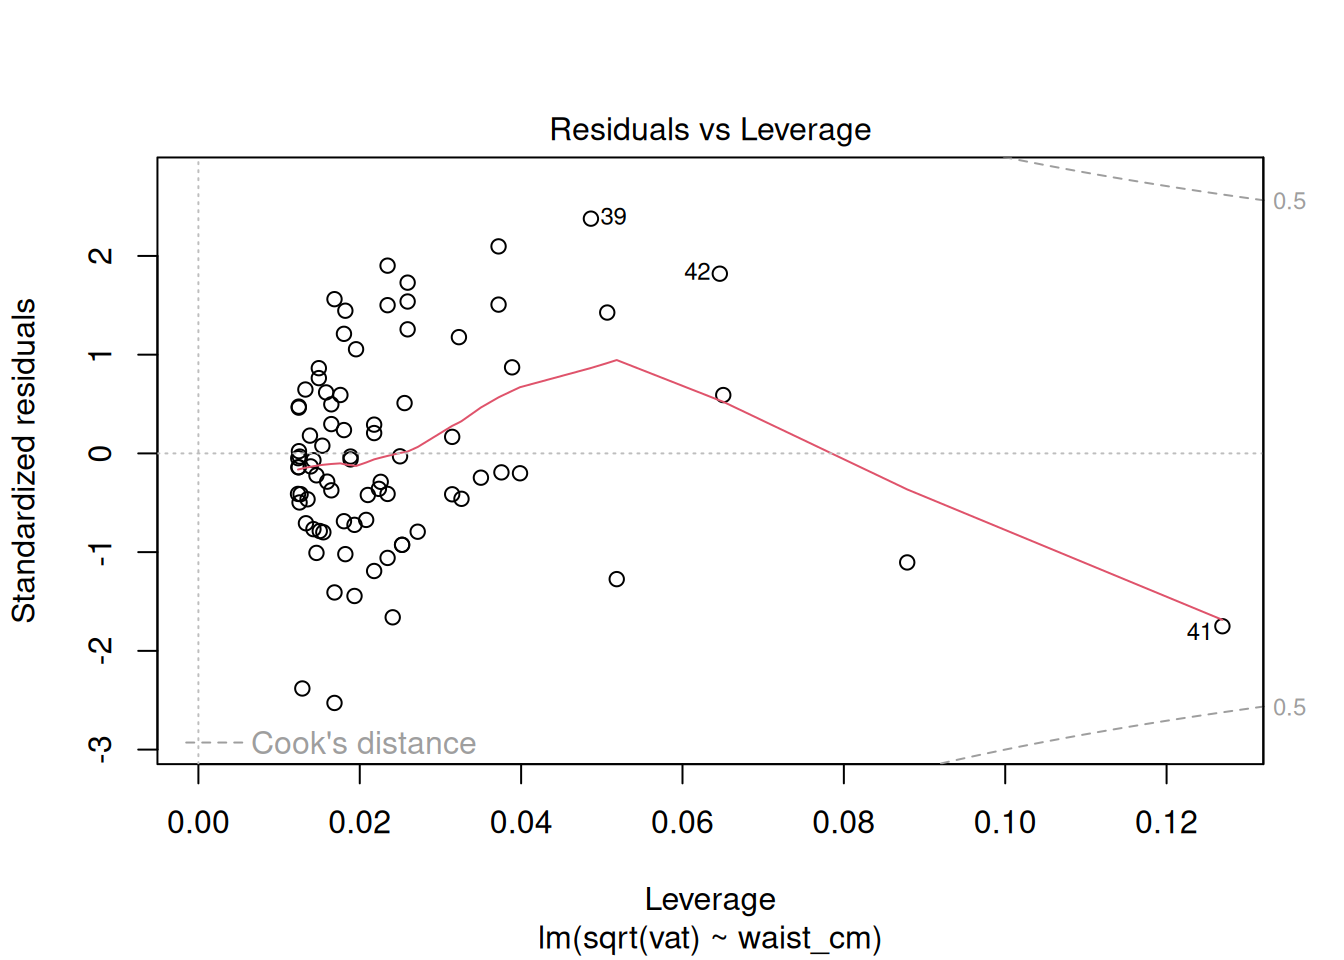 Residuals vs Leverage
Standardized residuals
2
1
0
-1
-2
-3
39
42
41
0.5
0.5
Cook's distance
0.00 0.02 0.04 0.06 0.08 0.10 0.12
Leverage
lm(sqrt(vat) ~ waist_cm)